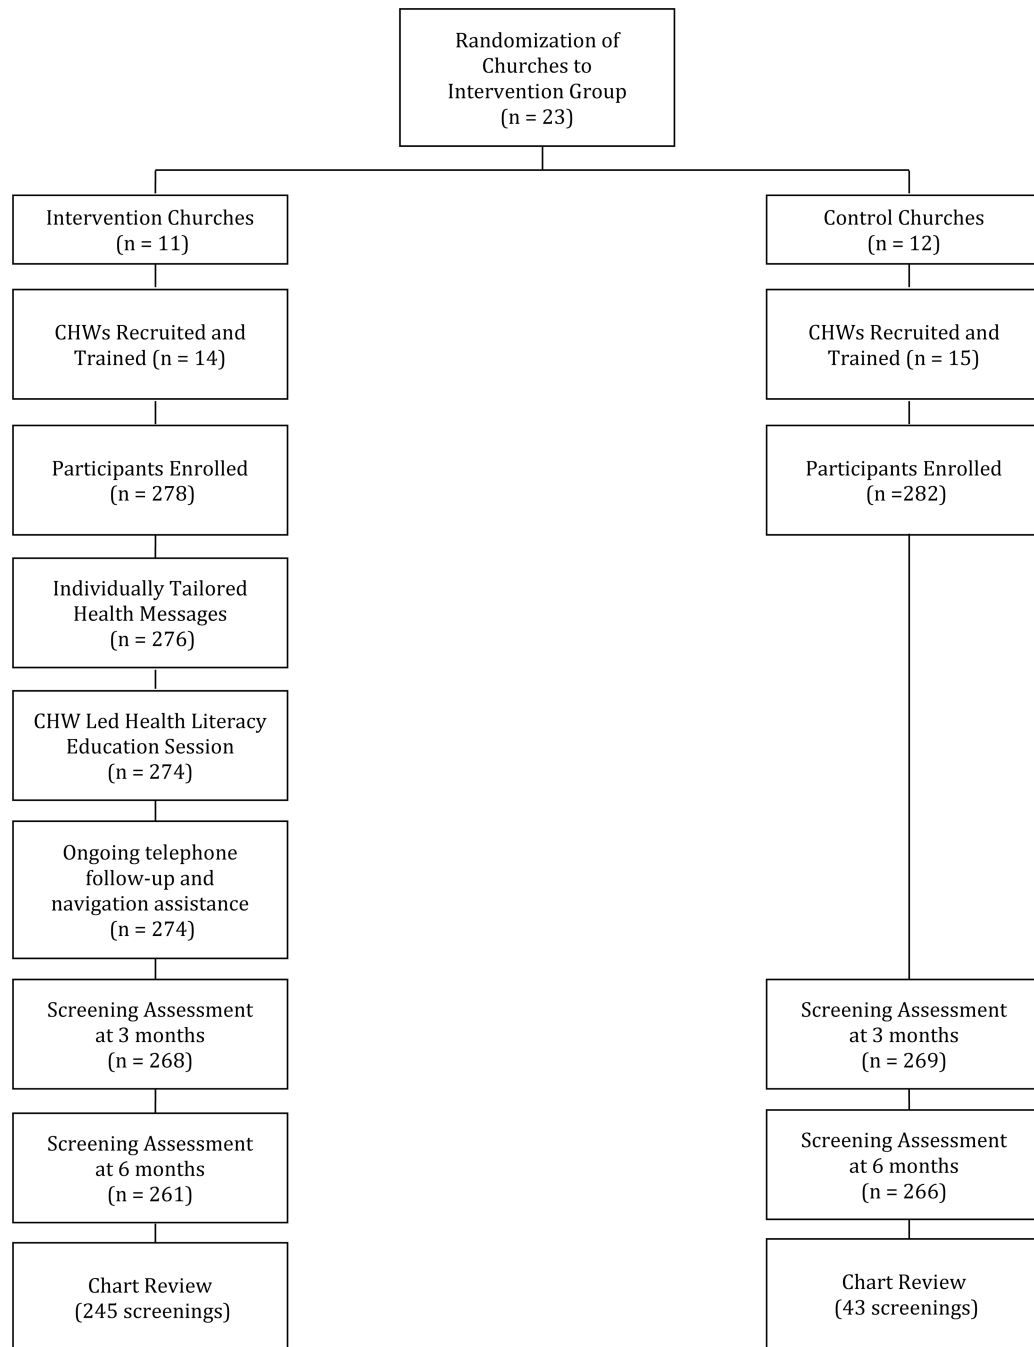 Randomization of
Churches to
Intervention Group
(n = 23)
Intervention Churches
(n = 11)
Control Churches
(n = 12)
CHWs Recruited and
Trained (n = 14)
CHWs Recruited and
Trained (n = 15)
Participants Enrolled
(n = 278)
Participants Enrolled
(n =282)
Individually Tailored
Health Messages
(n = 276)
CHW Led Health Literacy
Education Session
(n = 274)
Ongoing telephone
follow-up and
navigation assistance
(n = 274)
Screening Assessment
at 3 months
(n = 268)
Screening Assessment
at 3 months
(n = 269)
Screening Assessment
at 6 months
(n = 261)
Screening Assessment
at 6 months
(n = 266)
Chart Review
(245 screenings)
Chart Review
(43 screenings)